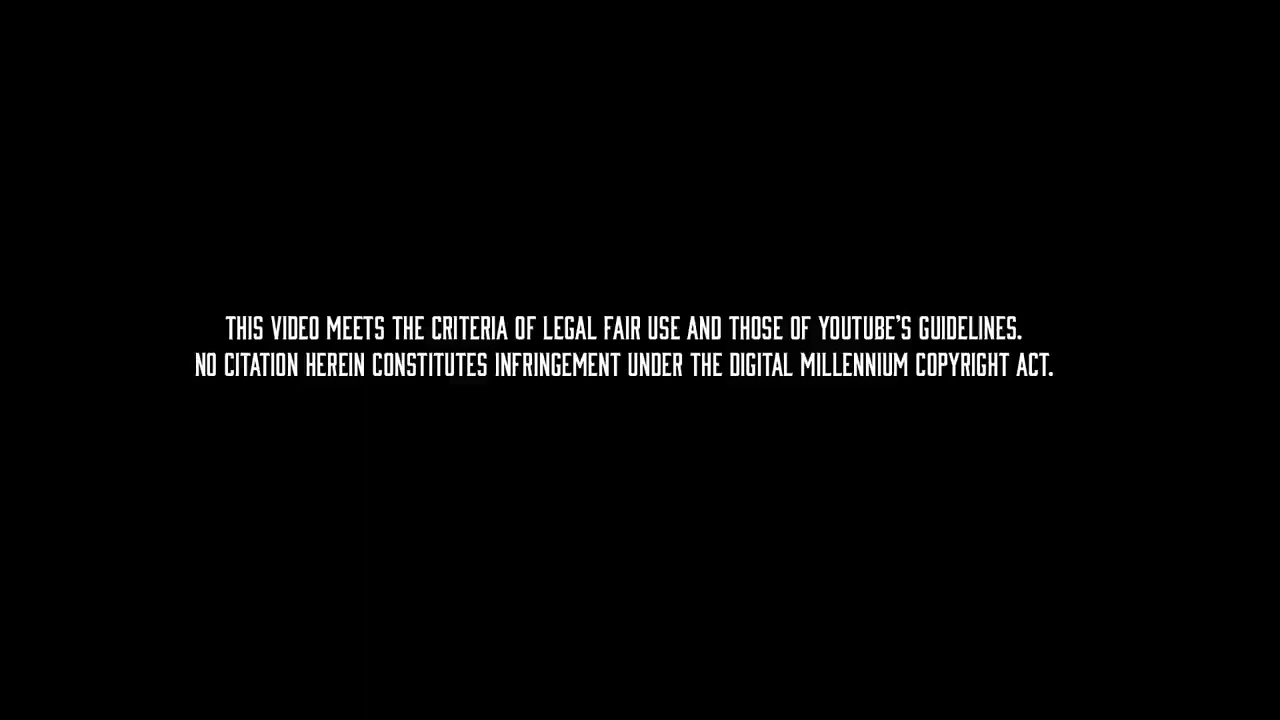 THIS VIDEO MEETS THE CRITERIA OF LEGAL FAIR USE AND THOSE OF YOUTUBE'S GUIDELINES.
NO CITATION HEREIN CONSTITUTES INFRINGEMENT UNDER THE DIGITAL MILLENNIUM COPYRIGHT ACT.